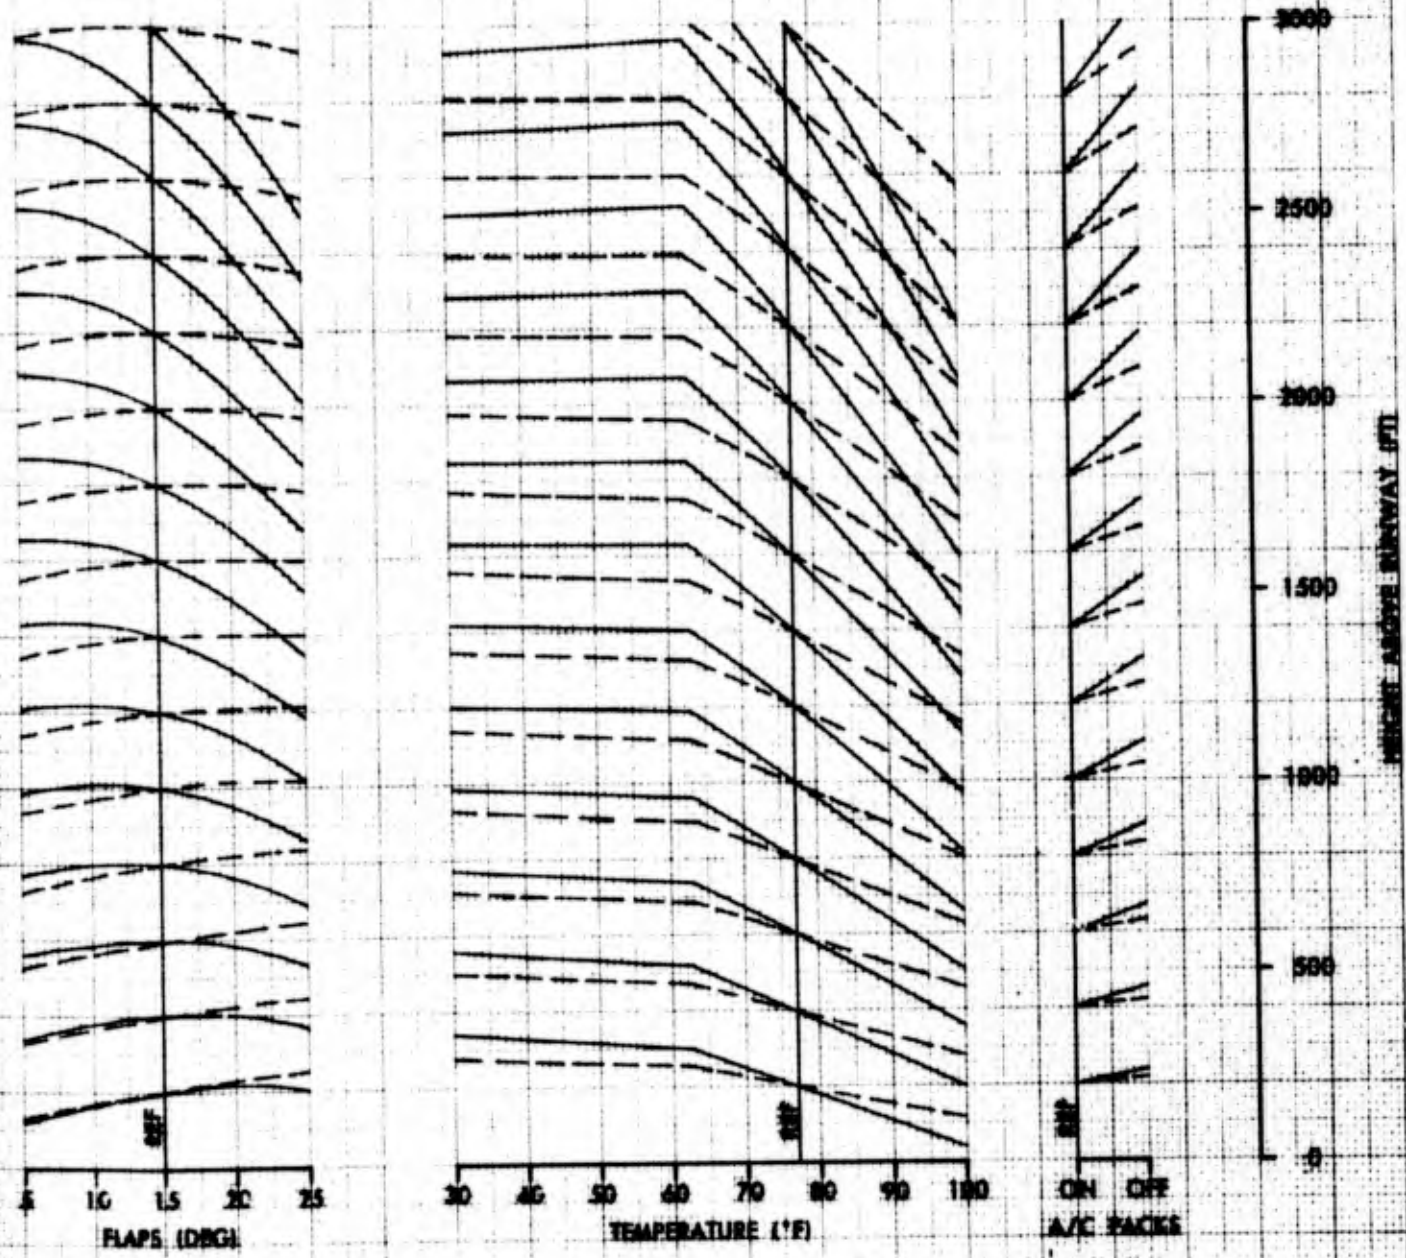 3000
2500
2000
1500
1000
500
0
HEIGHT ABOVE RUNWAY (FT)
REF
REF
REF
5 10 15 20 25
FLAPS (DEG)
30 40 50 60 70 80 90 100
TEMPERATURE (°F)
ON OFF
A/C PACKS